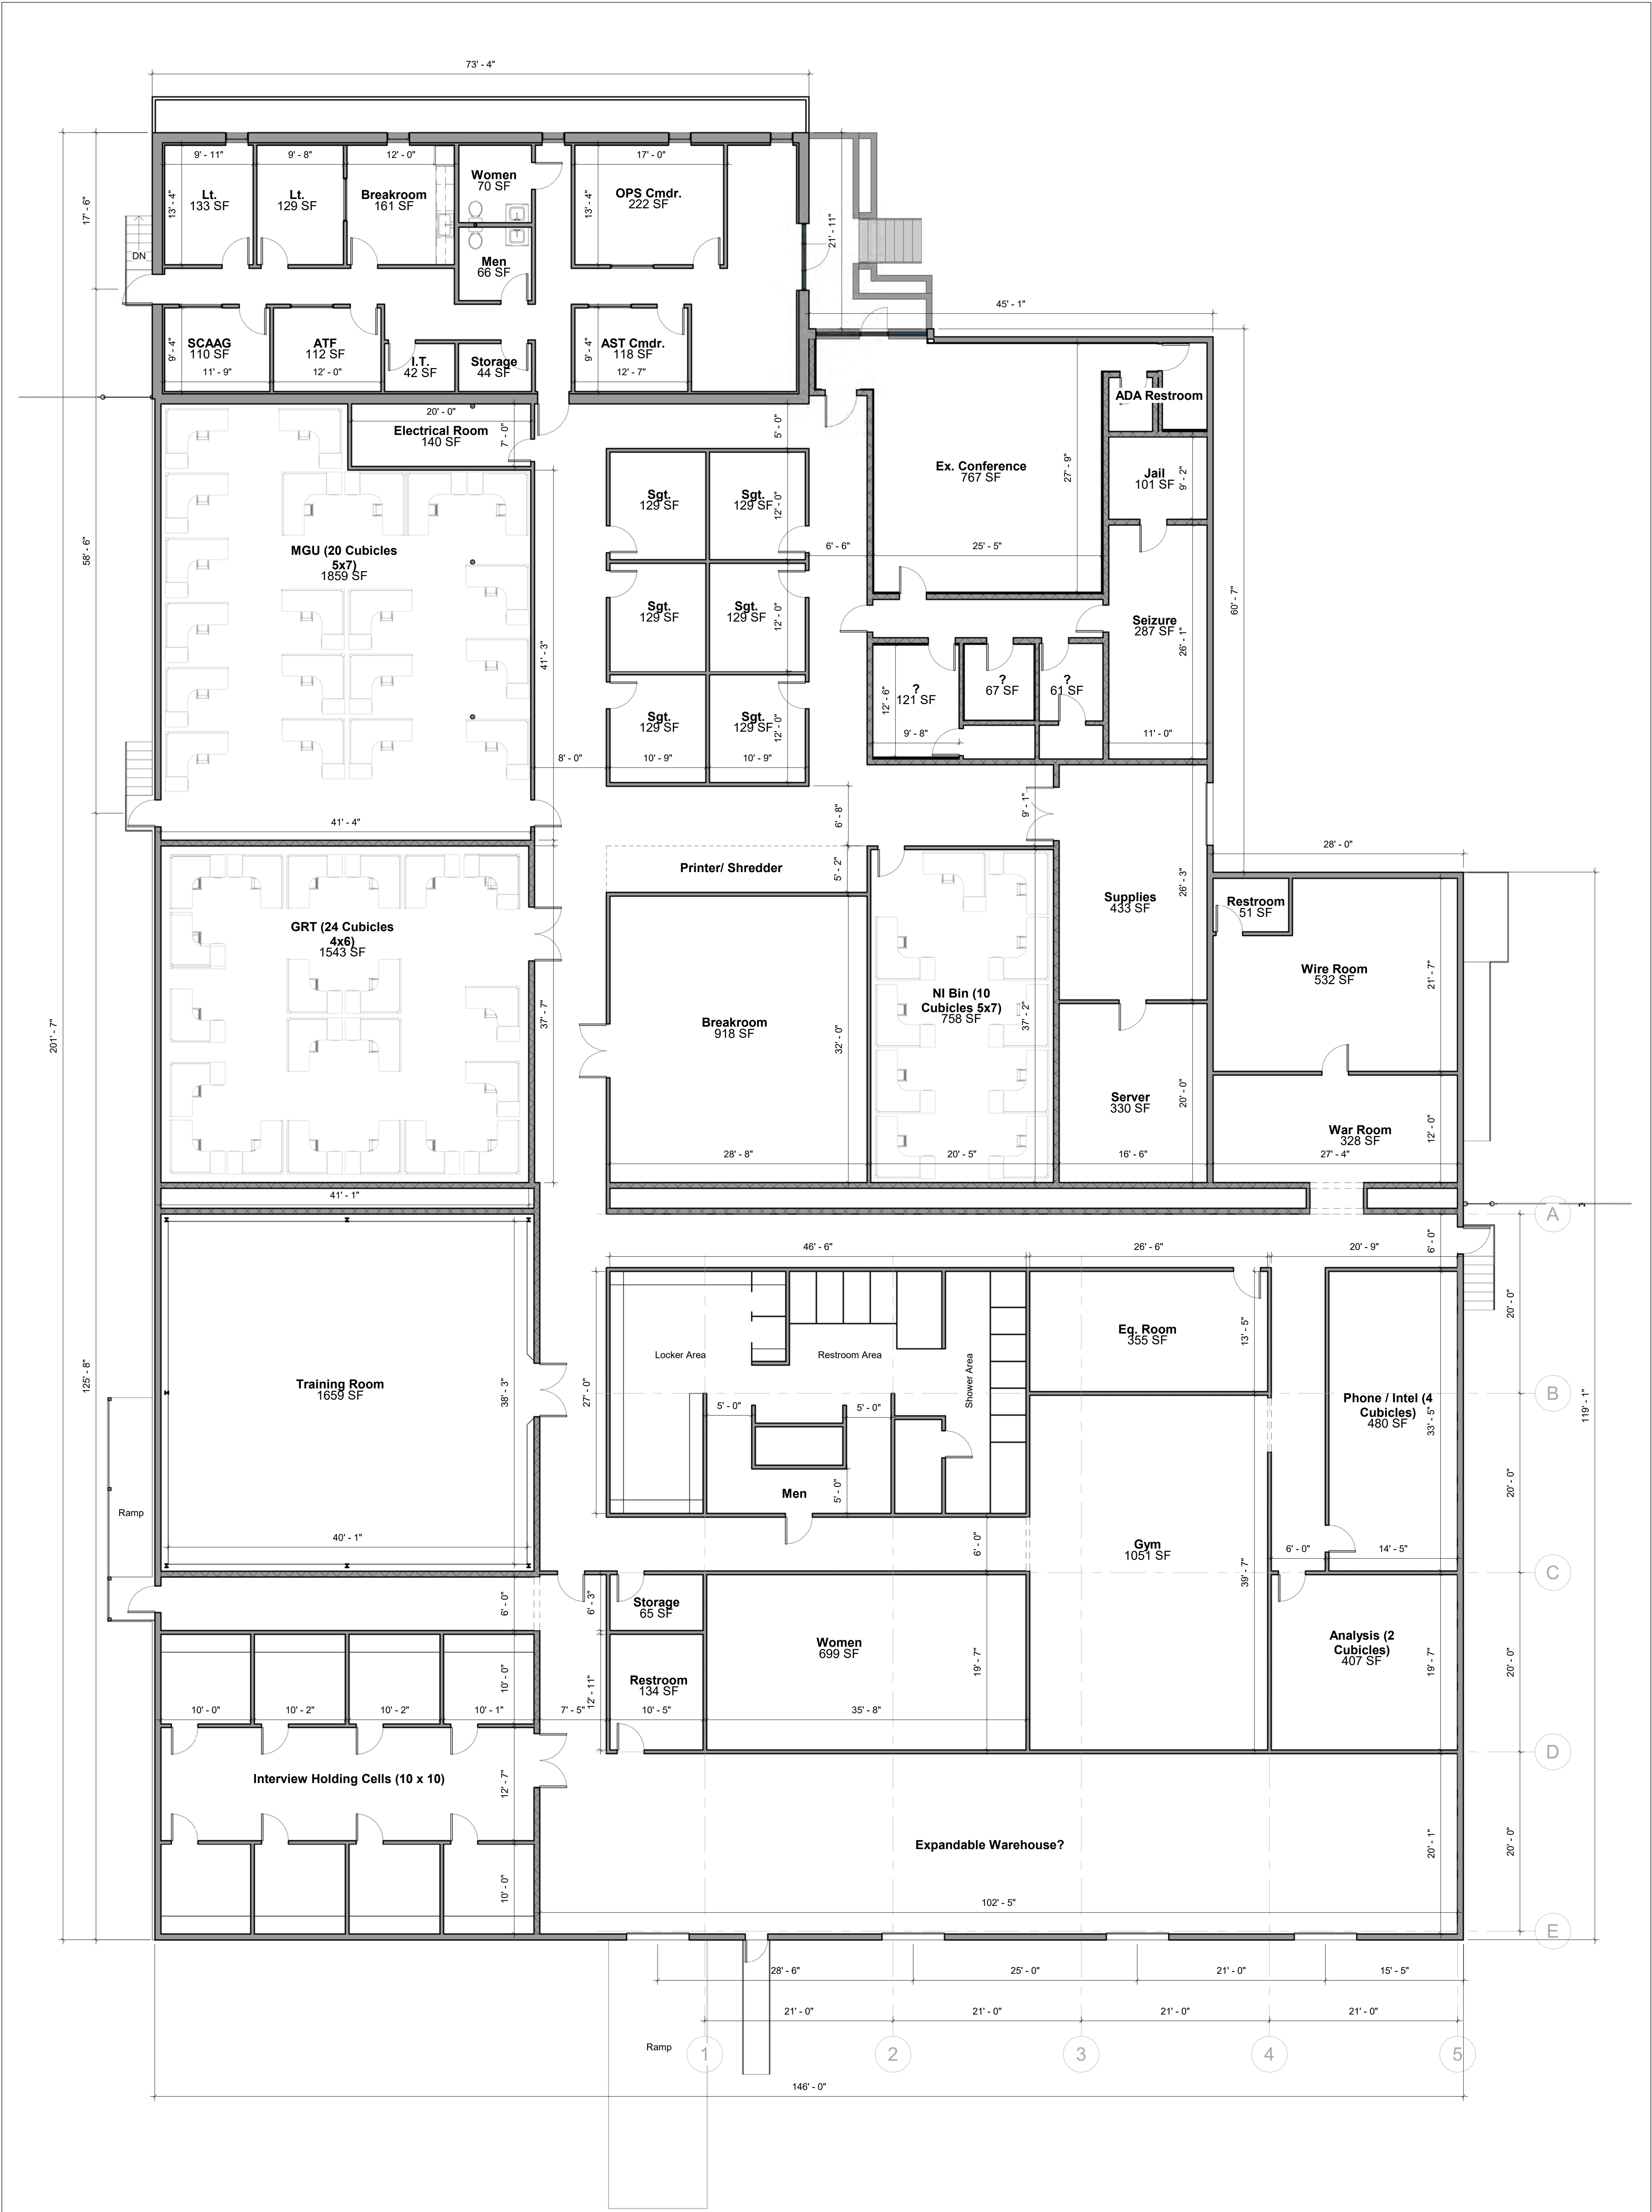 73' - 4"
9' - 11"
9' - 8"
12' - 0"
17' - 0"
Women
70 SF
Lt.
133 SF
Lt.
129 SF
Breakroom
161 SF
OPS Cmdr.
222 SF
13' - 4"
13' - 4"
17' - 6"
21' - 11"
DN
Men
66 SF
45' - 1"
SCAAG
110 SF
11' - 9"
9' - 4"
ATF
112 SF
12' - 0"
I.T.
42 SF
Storage
44 SF
9' - 4"
AST Cmdr.
118 SF
12' - 7"
ADA Restroom
20' - 0"
Electrical Room
140 SF
7' - 0"
5' - 0"
Ex. Conference
767 SF
27' - 9"
25' - 5"
6' - 6"
Jail
101 SF
9' - 2"
Sgt.
129 SF
Sgt.
129 SF
12' - 0"
MGU (20 Cubicles
5x7)
1859 SF
58' - 6"
Sgt.
129 SF
Sgt.
129 SF
12' - 0"
Seizure
287 SF
26' - 1"
60' - 7"
41' - 3"
Sgt.
129 SF
Sgt.
129 SF
12' - 0"
?
121 SF
12' - 6"
9' - 8"
?
67 SF
?
61 SF
11' - 0"
8' - 0"
10' - 9"
10' - 9"
41' - 4"
6' - 8"
9' - 1"
28' - 0"
Printer/ Shredder
5' - 2"
GRT (24 Cubicles
4x6)
1543 SF
37' - 7"
Supplies
433 SF
26' - 3"
Restroom
51 SF
Wire Room
532 SF
21' - 7"
NI Bin (10
Cubicles 5x7)
758 SF
37' - 2"
Breakroom
918 SF
32' - 0"
201' - 7"
Server
330 SF
20' - 0"
War Room
328 SF
12' - 0"
28' - 8"
20' - 5"
16' - 6"
27' - 4"
41' - 1"
A
46' - 6"
26' - 6"
20' - 9"
6' - 0"
20' - 0"
Eq. Room
355 SF
13' - 5"
Locker Area
Restroom Area
Shower Area
27' - 0"
Training Room
1659 SF
38' - 3"
125' - 8"
B
Phone / Intel (4
Cubicles)
480 SF
33' - 5"
119' - 1"
5' - 0"
5' - 0"
Men
5' - 0"
20' - 0"
Ramp
40' - 1"
6' - 0"
Gym
1051 SF
39' - 7"
6' - 0"
14' - 5"
C
6' - 0"
6' - 3"
Storage
65 SF
Women
699 SF
19' - 7"
Analysis (2
Cubicles)
407 SF
19' - 7"
20' - 0"
Restroom
134 SF
12' - 11"
10' - 0"
10' - 0"
10' - 2"
10' - 2"
10' - 1"
7' - 5"
10' - 5"
35' - 8"
D
Interview Holding Cells (10 x 10)
12' - 7"
Expandable Warehouse?
20' - 1"
20' - 0"
10' - 0"
102' - 5"
E
28' - 6"
25' - 0"
21' - 0"
15' - 5"
21' - 0"
21' - 0"
21' - 0"
21' - 0"
Ramp
1
2
3
4
5
146' - 0"